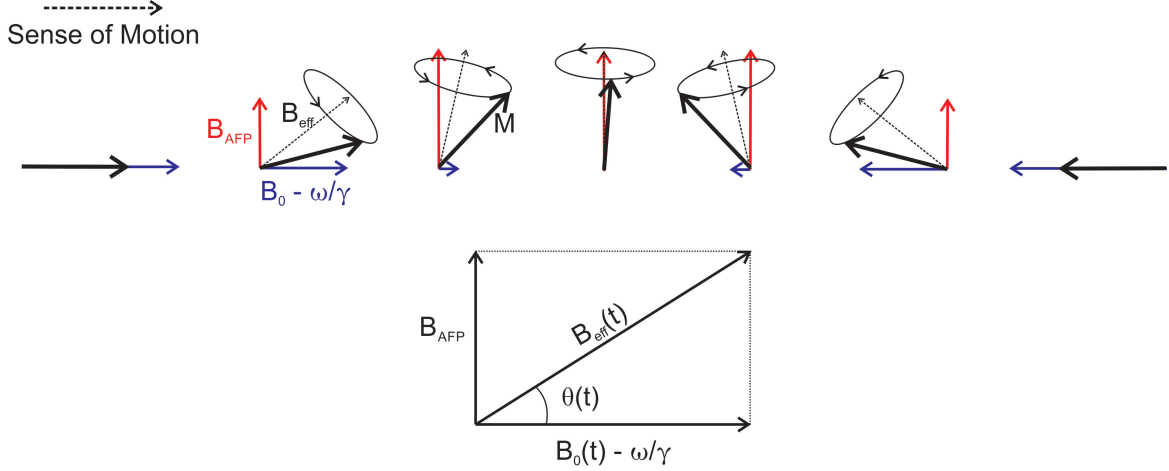 Sense of Motion
B_AFP
B_eff
M
B_0 - ω/γ
B_AFP
B_eff(t)
θ(t)
B_0(t) - ω/γ